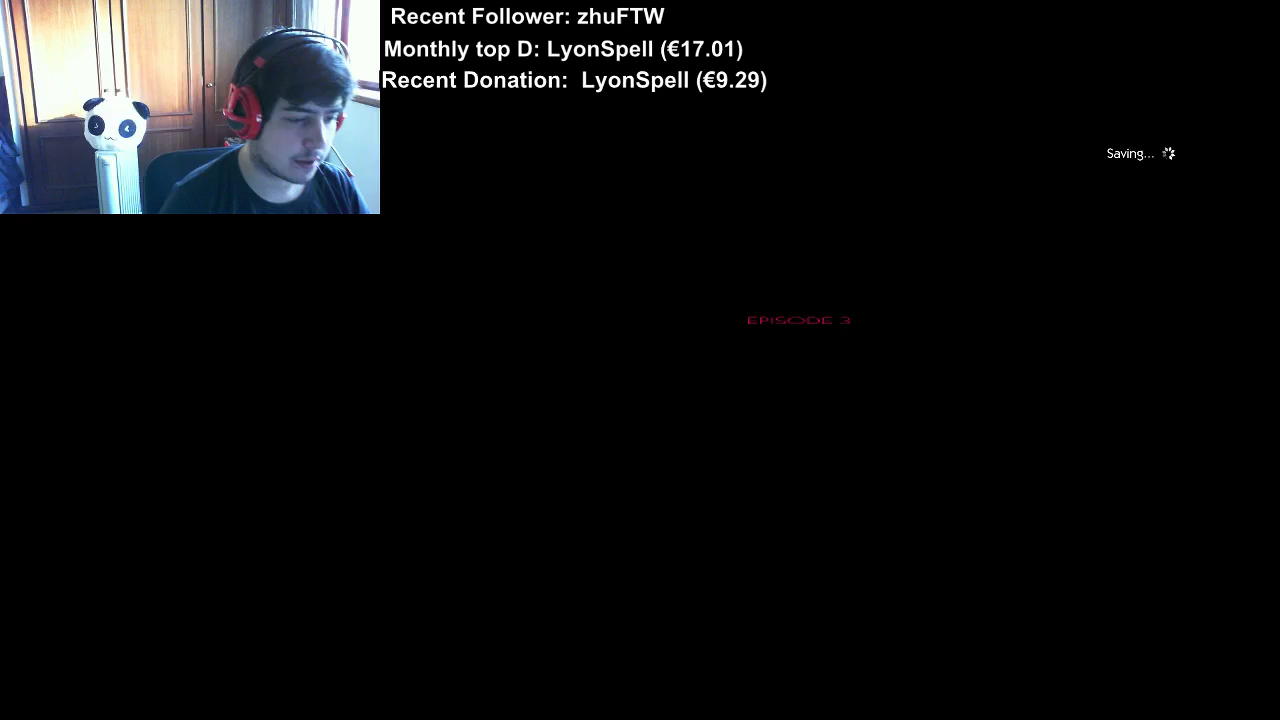 Recent Follower: zhuFTW
Monthly top D: LyonSpell (€17.01)
Recent Donation: LyonSpell (€9.29)
Saving...
EPISODE 3